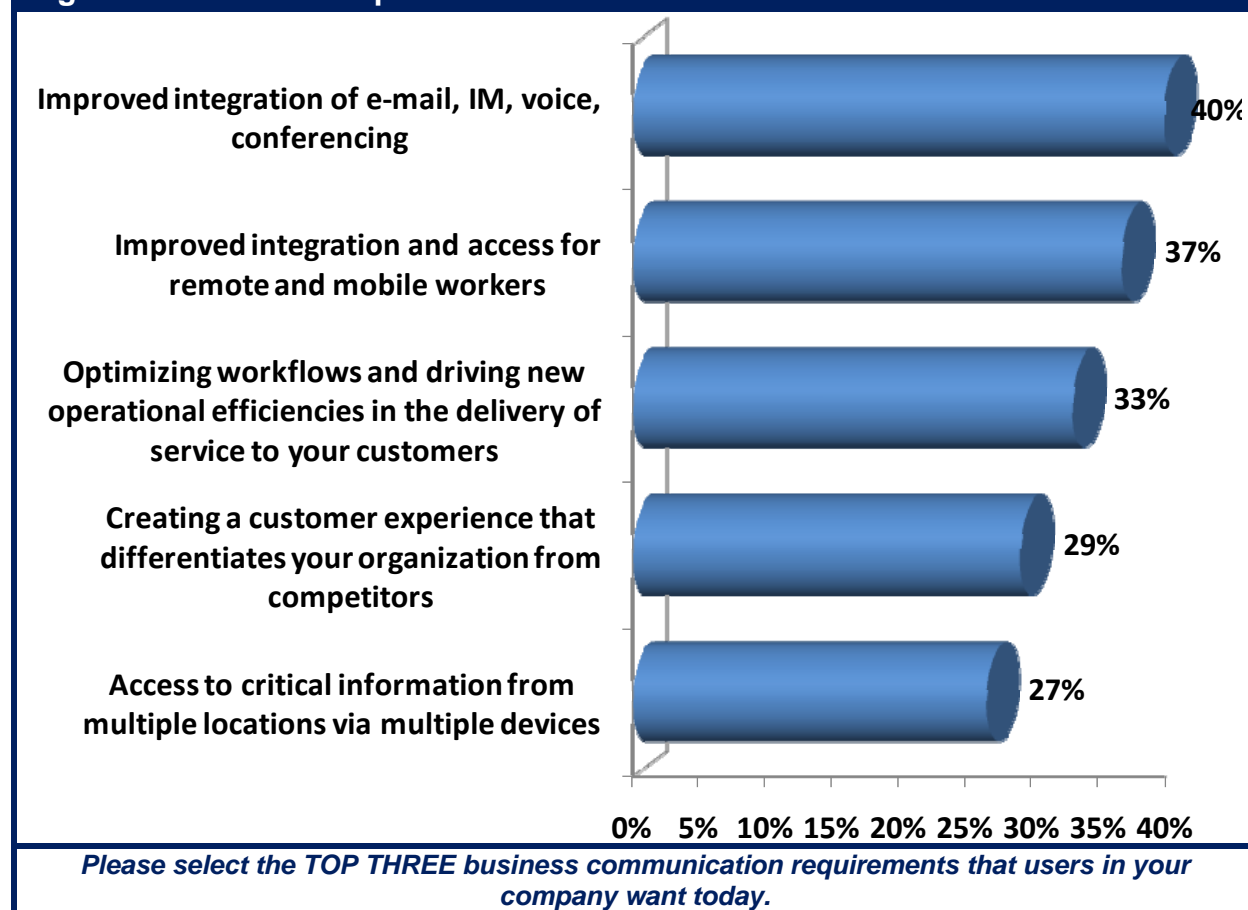 Improved integration of e-mail, IM, voice,
conferencing
40%
Improved integration and access for
remote and mobile workers
37%
Optimizing workflows and driving new
operational efficiencies in the delivery of
service to your customers
33%
Creating a customer experience that
differentiates your organization from
competitors
29%
Access to critical information from
multiple locations via multiple devices
27%
0% 5% 10% 15% 20% 25% 30% 35% 40%
Please select the TOP THREE business communication requirements that users in your
company want today.